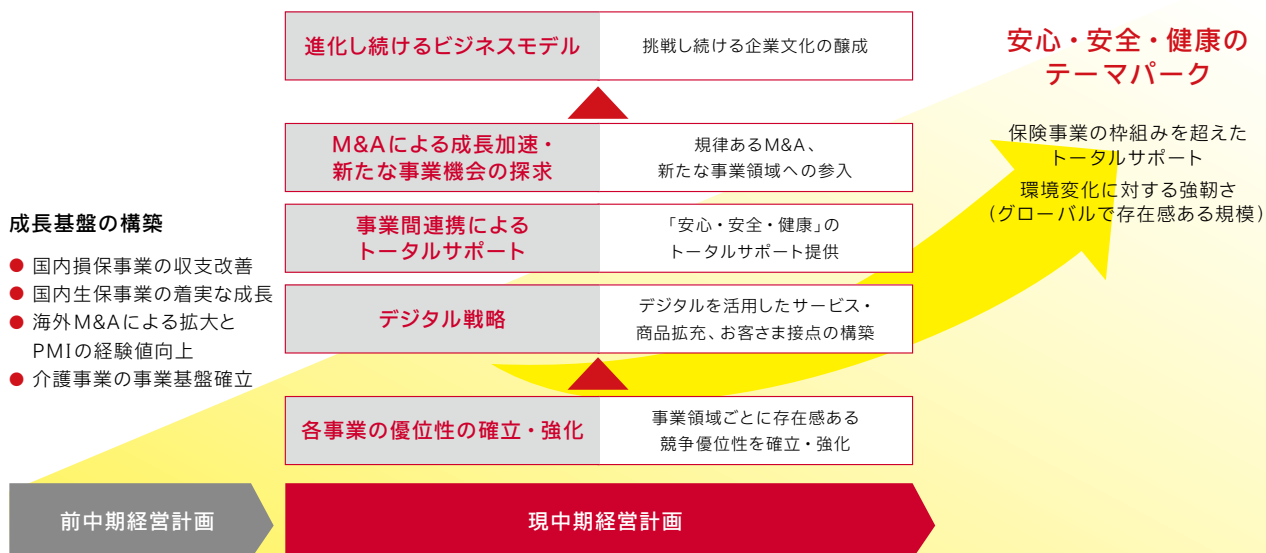 進化し続けるビジネスモデル
挑戦し続ける企業文化の醸成
M&Aによる成長加速・
新たな事業機会の探求
規律あるM&A、
新たな事業領域への参入
事業間連携による
トータルサポート
「安心・安全・健康」の
トータルサポート提供
デジタル戦略
デジタルを活用したサービス・
商品拡充、お客さま接点の構築
各事業の優位性の確立・強化
事業領域ごとに存在感ある
競争優位性を確立・強化
成長基盤の構築
● 国内損保事業の収支改善
● 国内生保事業の着実な成長
● 海外M&Aによる拡大と
PMIの経験値向上
● 介護事業の事業基盤確立
安心・安全・健康の
テーマパーク
保険事業の枠組みを超えた
トータルサポート
環境変化に対する強靭さ
（グローバルで存在感ある規模）
前中期経営計画
現中期経営計画